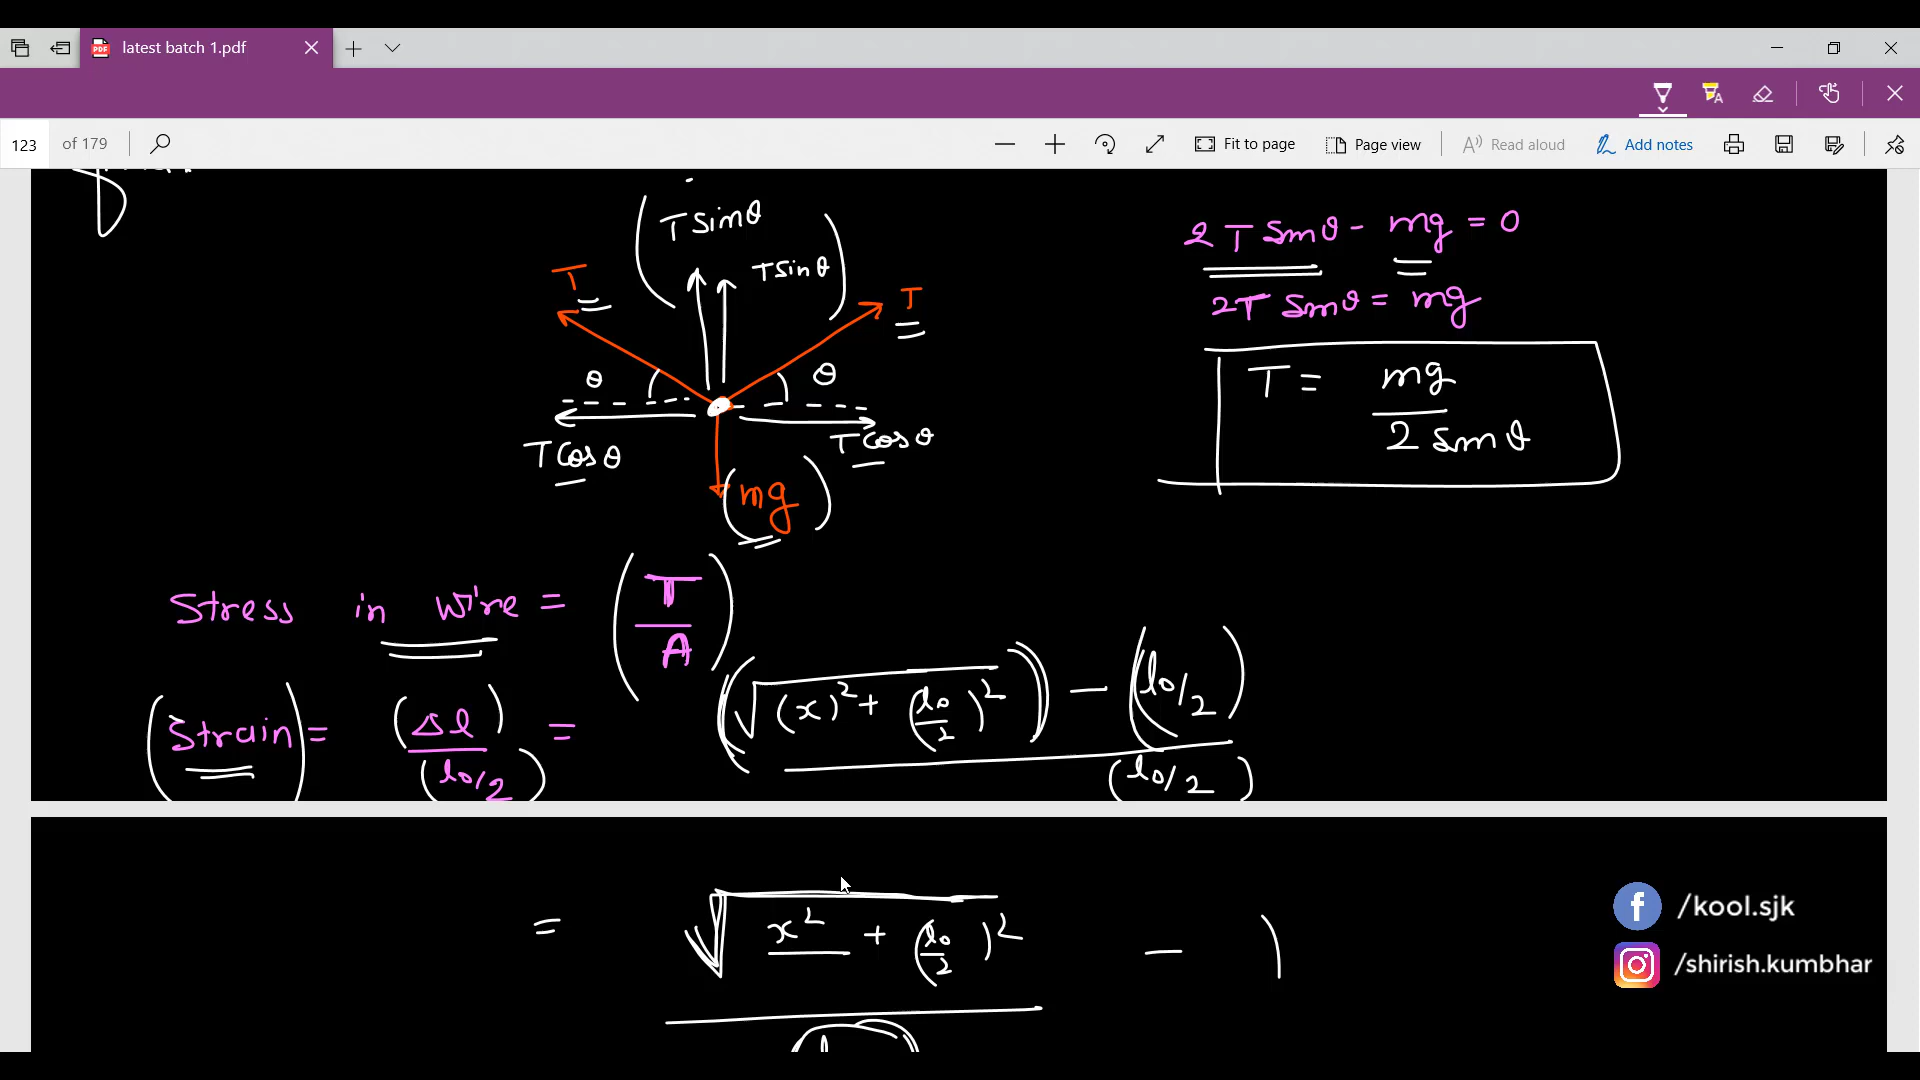 latest batch 1.pdf
123 of 179
Fit to page
Page view
Read aloud
Add notes
T sinθ
T sinθ
T
T
θ
θ
T cosθ
T cosθ
mg
2 T sinθ - mg = 0
2T sinθ = mg
T = mg / 2 sinθ
Stress in wire = (T / A)
(Strain) = (Δl) / (l₀/2) = ((√(x)² + (l₀/2)²)) - (l₀/2) / (l₀/2)
= √x² + (l₀/2)² - 1
/kool.sjk
/shirish.kumbhar